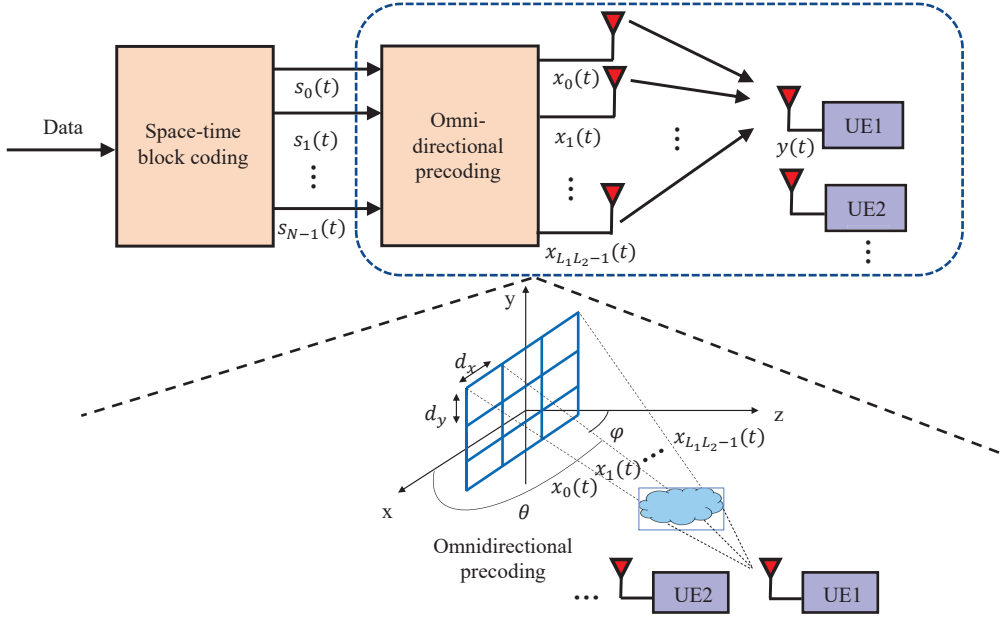 Data
Space-time
block coding
s_0(t)
s_1(t)
⋮
s_{N−1}(t)
Omni-
directional
precoding
x_0(t)
x_1(t)
⋮
x_{L_1L_2−1}(t)
⋮
y(t)
UE1
UE2
⋮
y
d_x
d_y
z
φ
x_{L_1L_2−1}(t)
⋯
x_1(t)
x_0(t)
x
θ
Omnidirectional
precoding
⋯
UE2
UE1